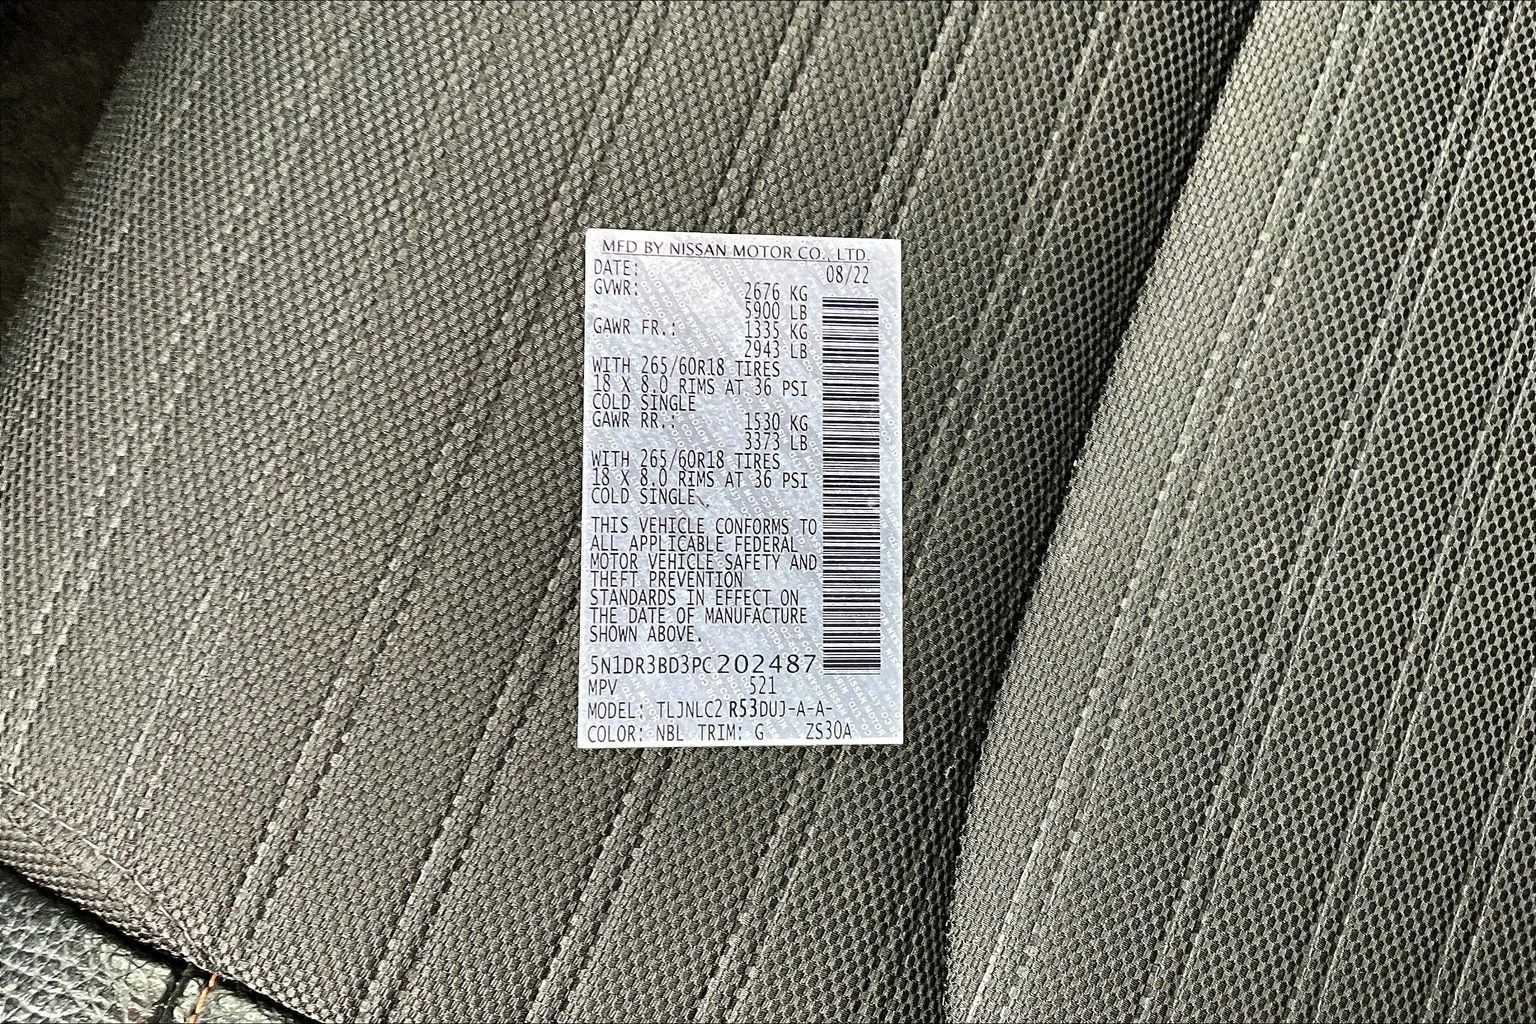 MFD BY NISSAN MOTOR CO., LTD.
DATE: 08/22
GVWR: 2676 KG
5900 LB
GAWR FR.: 1335 KG
2943 LB
WITH 265/60R18 TIRES
18 X 8.0 RIMS AT 36 PSI
COLD SINGLE
GAWR RR.: 1530 KG
3373 LB
WITH 265/60R18 TIRES
18 X 8.0 RIMS AT 36 PSI
COLD SINGLE
THIS VEHICLE CONFORMS TO
ALL APPLICABLE FEDERAL
MOTOR VEHICLE SAFETY AND
THEFT PREVENTION
STANDARDS IN EFFECT ON
THE DATE OF MANUFACTURE
SHOWN ABOVE.
5N1DR3BD3PC202487
MPV 521
MODEL: TLJNLC2 R53DUJ-A-A-
COLOR: NBL TRIM: G ZS30A